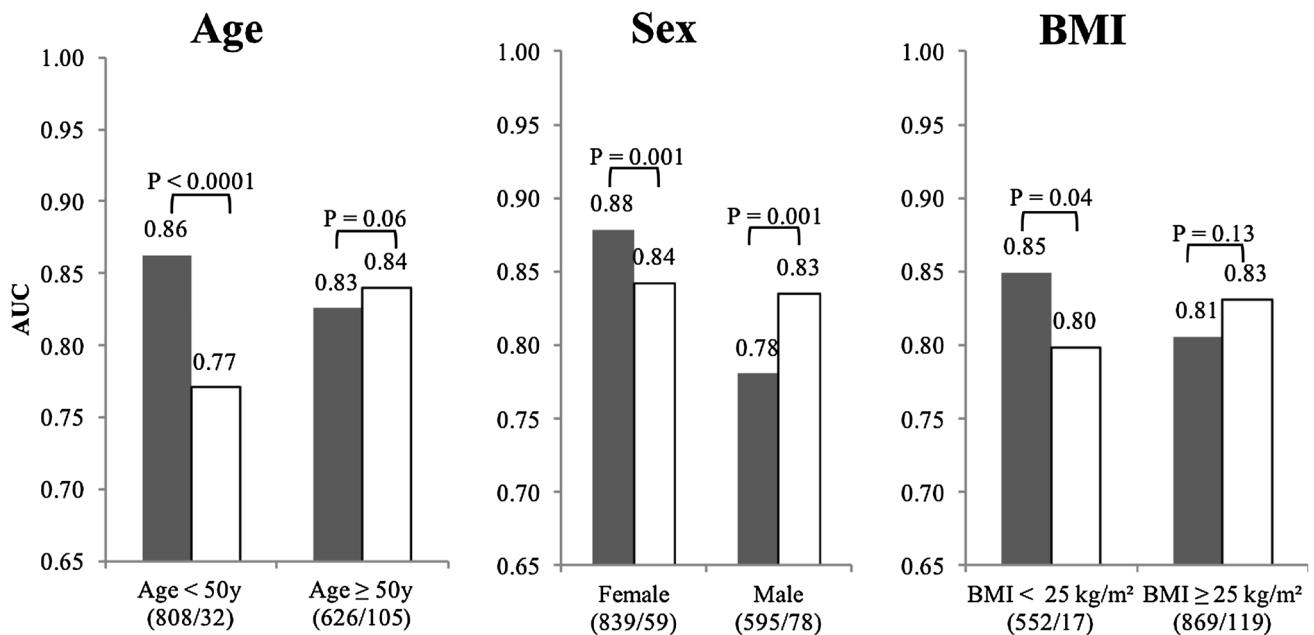 Age
1.00
0.95
0.90
0.85
0.80
0.75
0.70
0.65
AUC
P < 0.0001
0.86
0.77
P = 0.06
0.83
0.84
Age < 50y
(808/32)
Age ≥ 50y
(626/105)
Sex
1.00
0.95
0.90
0.85
0.80
0.75
0.70
0.65
P = 0.001
0.88
0.84
P = 0.001
0.78
0.83
Female
(839/59)
Male
(595/78)
BMI
1.00
0.95
0.90
0.85
0.80
0.75
0.70
0.65
P = 0.04
0.85
0.80
P = 0.13
0.81
0.83
BMI < 25 kg/m²
(552/17)
BMI ≥ 25 kg/m²
(869/119)